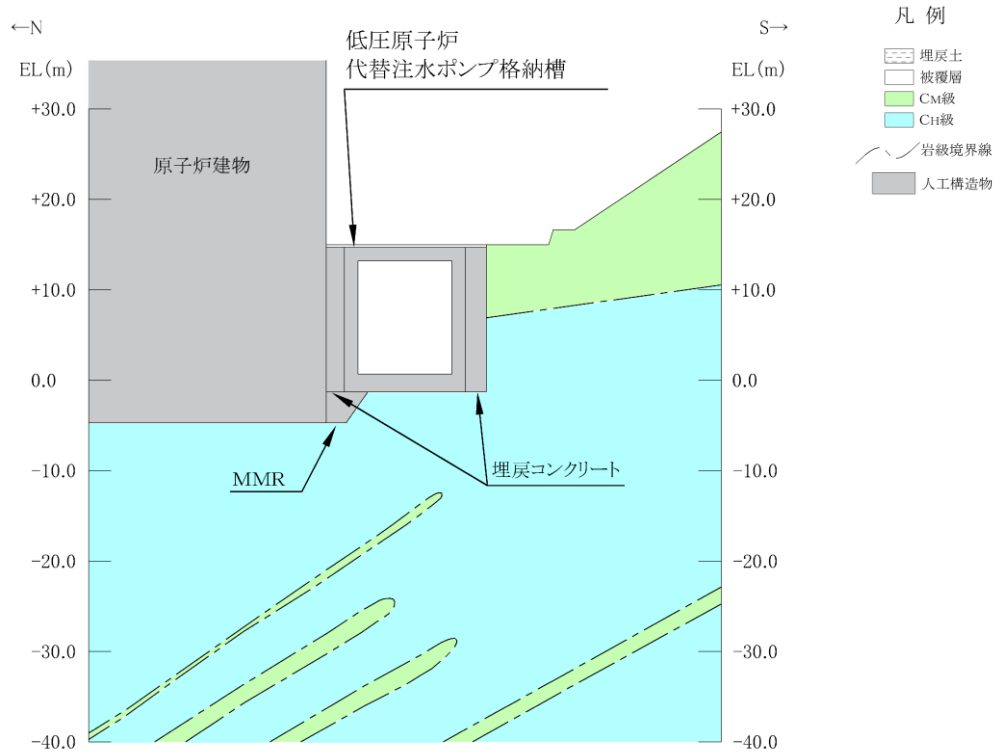 ←N
S→
凡 例
EL(m)
EL(m)
低圧原子炉
代替注水ポンプ格納槽
埋戻土
被覆層
CM級
CH級
岩級境界線
人工構造物
原子炉建物
+30.0
+30.0
+20.0
+20.0
+10.0
+10.0
0.0
0.0
−10.0
−10.0
MMR
埋戻コンクリート
−20.0
−20.0
−30.0
−30.0
−40.0
−40.0